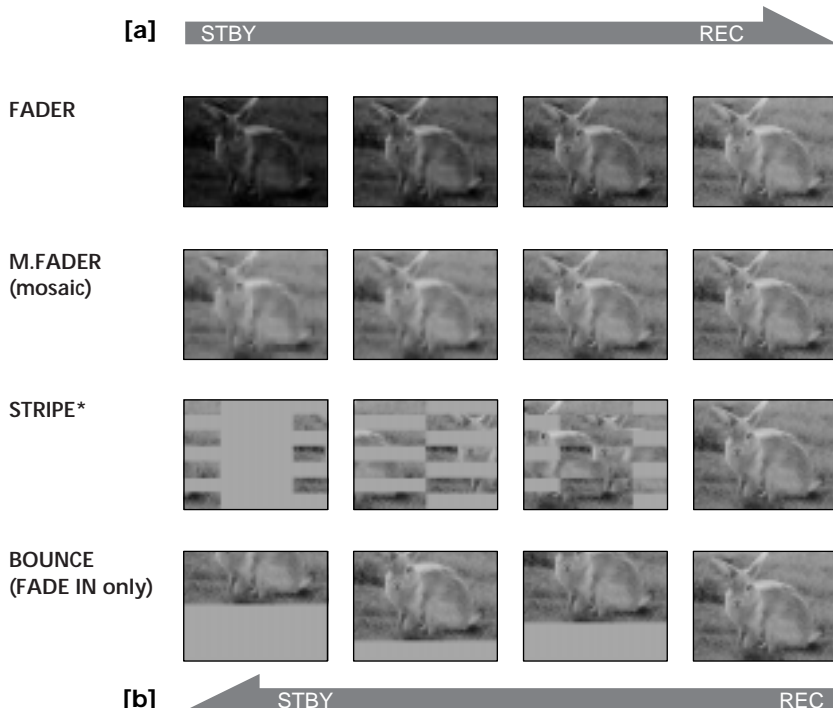 [a] STBY REC
FADER
M.FADER
(mosaic)
STRIPE*
BOUNCE
(FADE IN only)
[b] STBY REC